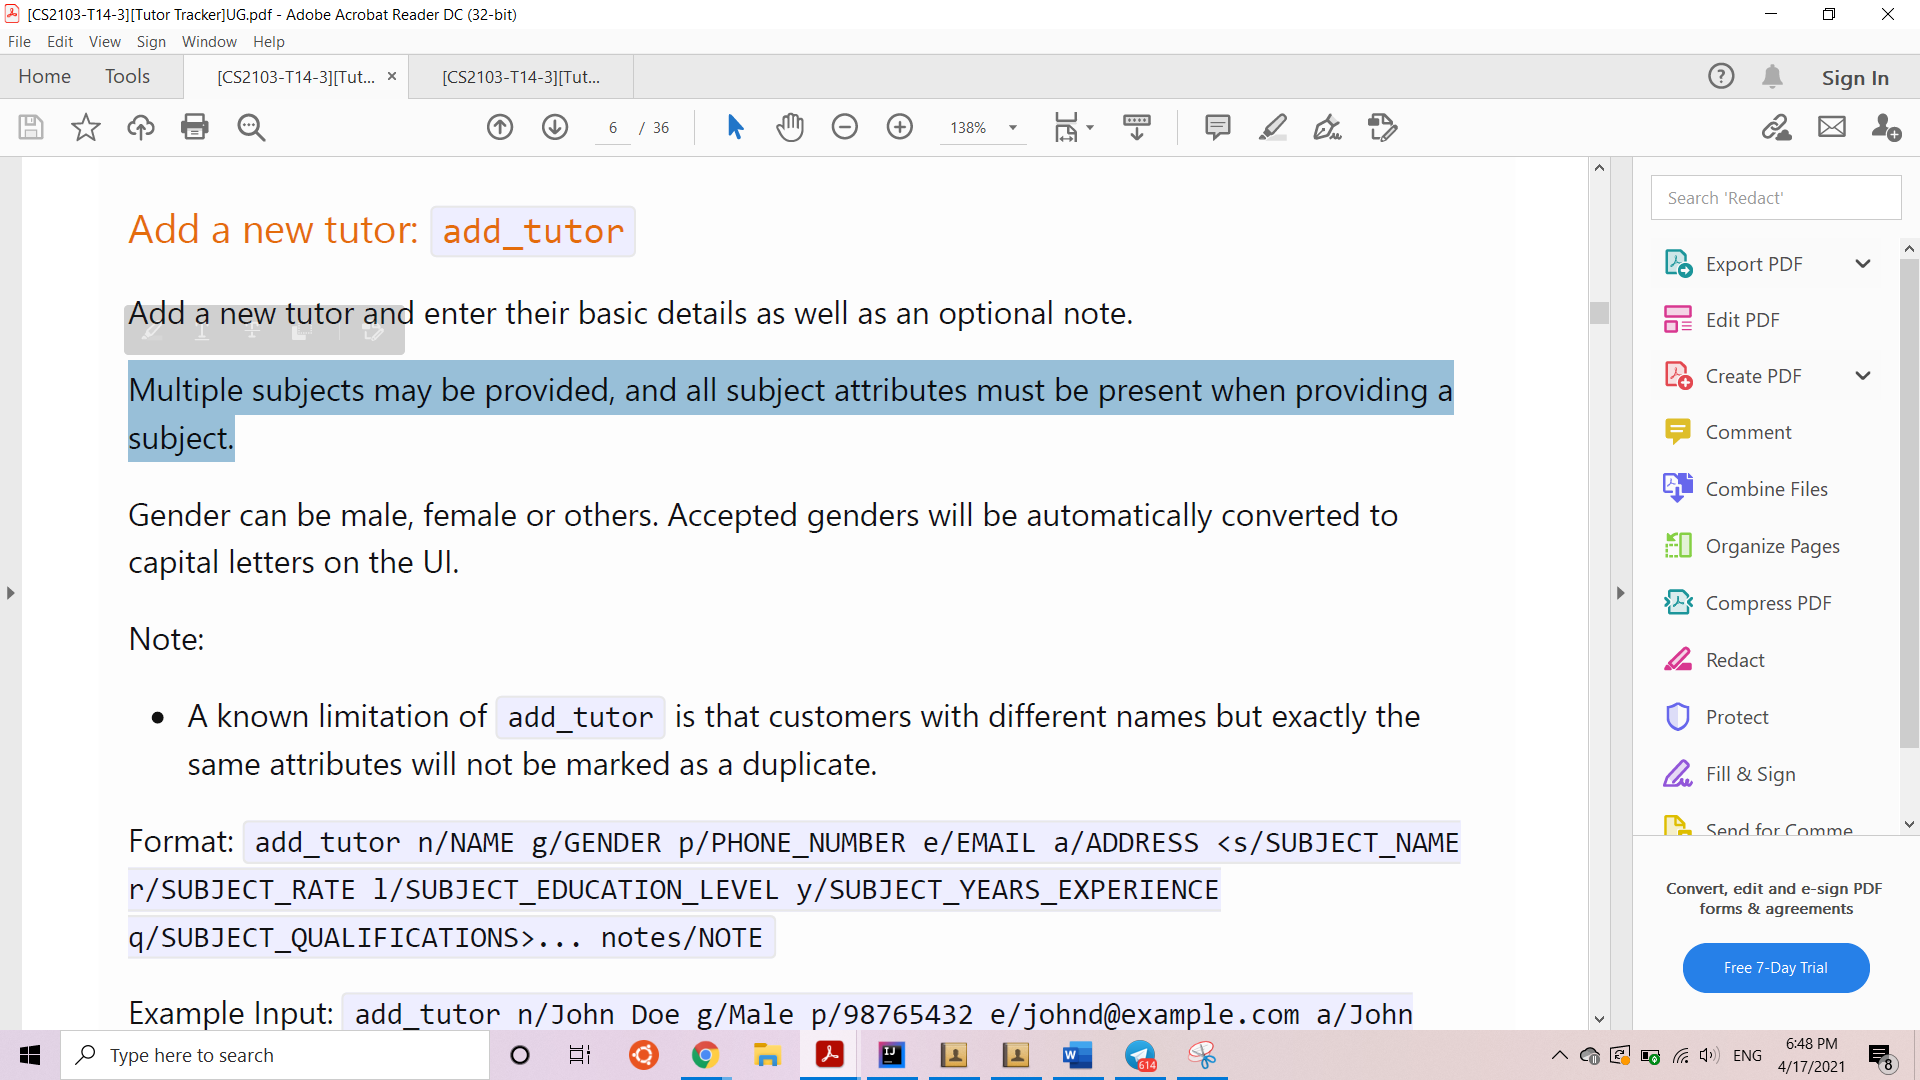 [CS2103-T14-3][Tutor Tracker]UG.pdf - Adobe Acrobat Reader DC (32-bit)
File Edit View Sign Window Help
Home Tools [CS2103-T14-3][Tut... × [CS2103-T14-3][Tut... Sign In
6 / 36 138%
Add a new tutor: add_tutor
Add a new tutor and enter their basic details as well as an optional note.
Multiple subjects may be provided, and all subject attributes must be present when providing a
subject.
Gender can be male, female or others. Accepted genders will be automatically converted to
capital letters on the UI.
Note:
• A known limitation of add_tutor is that customers with different names but exactly the
same attributes will not be marked as a duplicate.
Format: add_tutor n/NAME g/GENDER p/PHONE_NUMBER e/EMAIL a/ADDRESS <s/SUBJECT_NAME
r/SUBJECT_RATE l/SUBJECT_EDUCATION_LEVEL y/SUBJECT_YEARS_EXPERIENCE
q/SUBJECT_QUALIFICATIONS>... notes/NOTE
Example Input: add_tutor n/John Doe g/Male p/98765432 e/johnd@example.com a/John
Search 'Redact'
Export PDF
Edit PDF
Create PDF
Comment
Combine Files
Organize Pages
Compress PDF
Redact
Protect
Fill & Sign
Send for Comme
Convert, edit and e-sign PDF
forms & agreements
Free 7-Day Trial
Type here to search
IJ
W
614
ENG
6:48 PM
4/17/2021
8